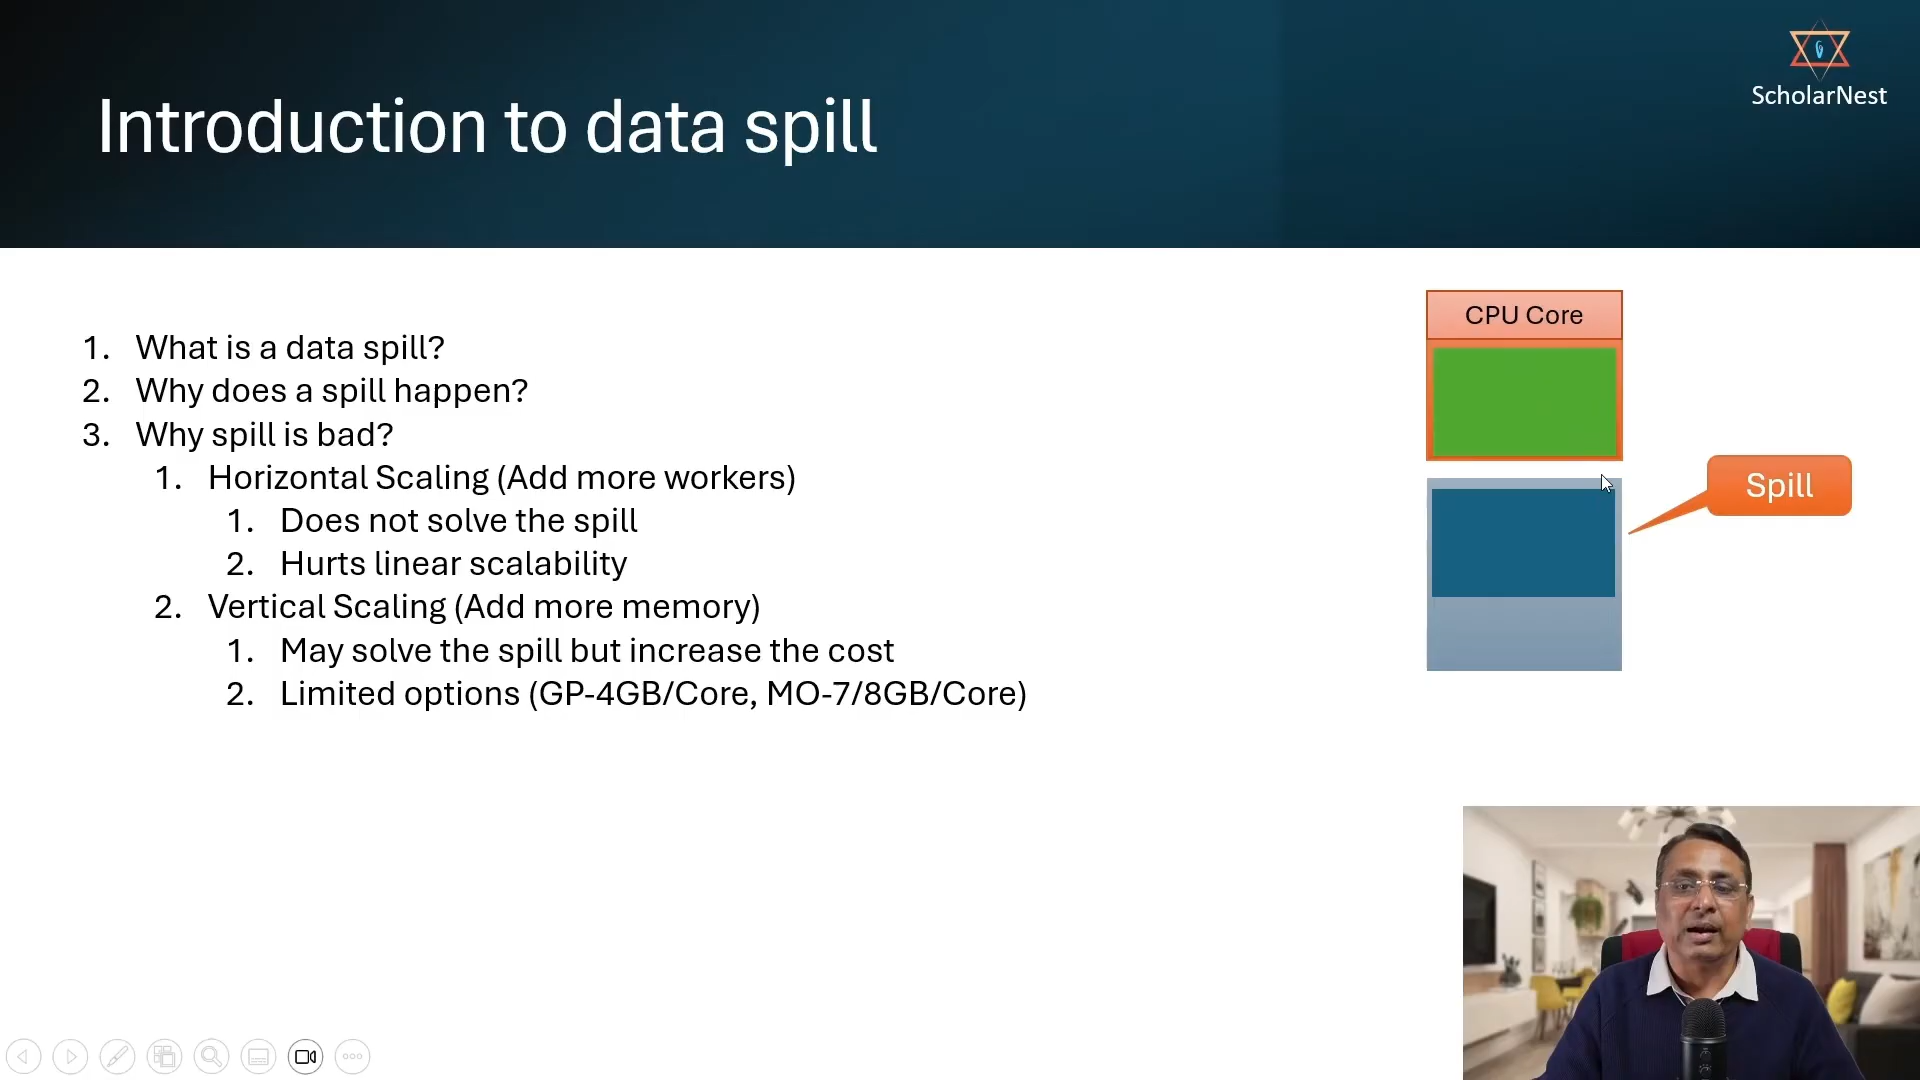 Introduction to data spill
ScholarNest
1. What is a data spill?
2. Why does a spill happen?
3. Why spill is bad?
1. Horizontal Scaling (Add more workers)
1. Does not solve the spill
2. Hurts linear scalability
2. Vertical Scaling (Add more memory)
1. May solve the spill but increase the cost
2. Limited options (GP-4GB/Core, MO-7/8GB/Core)
CPU Core
Spill